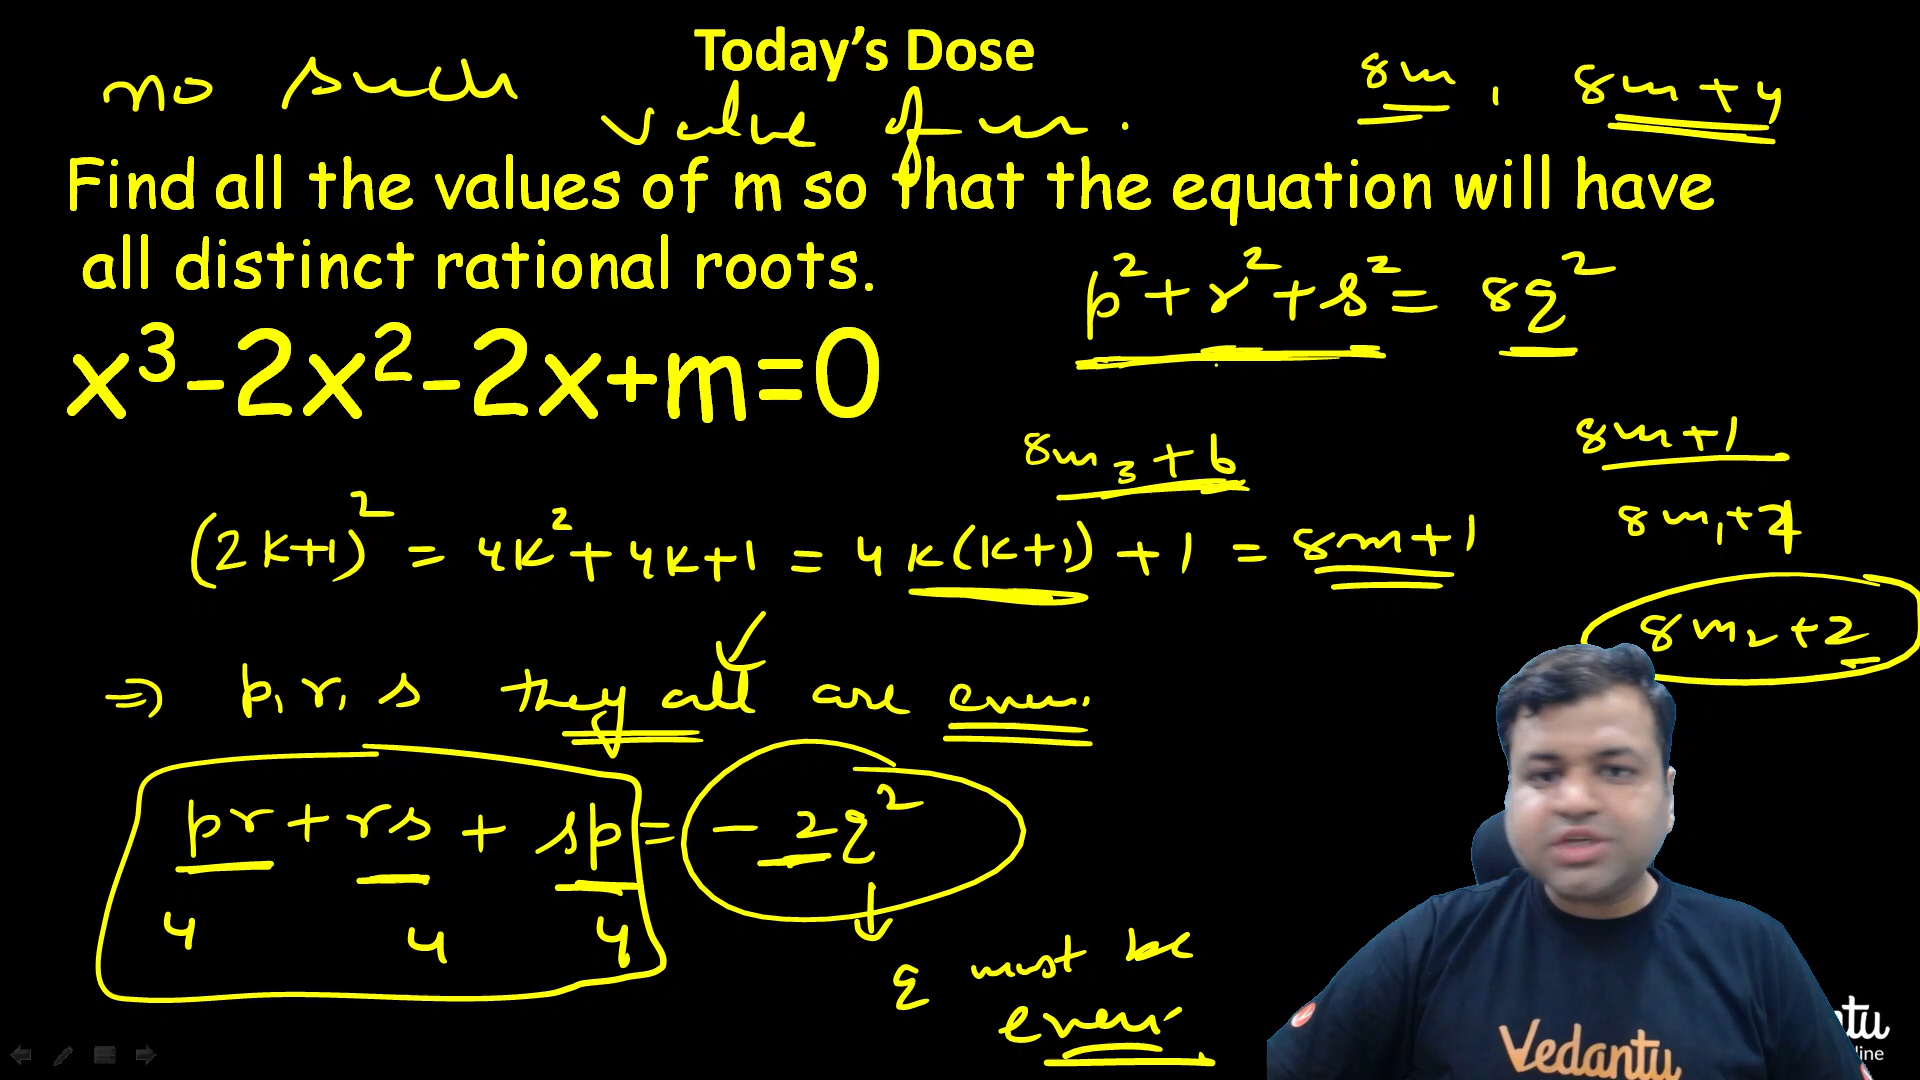 Today's Dose
no such
value of m.
8m, 8m+4
Find all the values of m so that the equation will have
all distinct rational roots.
p²+r²+s²= 8q²
x³-2x²-2x+m=0
8m₃+6
8m+1
8m₁+4
(2k+1)² = 4k²+4k+1 = 4k(k+1)+1 = 8m+1
8m₂+2
⇒ p, r, s they all are even.
pr+rs+sp = -2q²
4 4 4
q must be
even
Vedantu
ntu
line